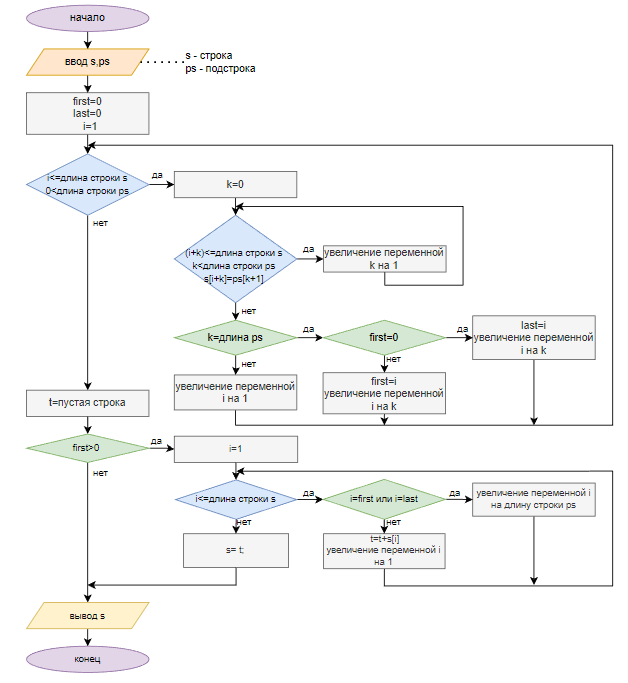 начало
ввод s,ps
s - строка
ps - подстрока
first=0
last=0
i=1
i<=длина строки s
0<длина строки ps
да
k=0
нет
(i+k)<=длина строки s
k<длина строки ps
s[i+k]=ps[k+1]
да
увеличение переменной
k на 1
нет
k=длина ps
да
first=0
да
last=i
увеличение переменной
i на k
нет
нет
увеличение переменной
i на 1
first=i
увеличение переменной
i на k
t=пустая строка
first>0
да
i=1
нет
i<=длина строки s
да
i=first или i=last
да
увеличение переменной i
на длину строки ps
нет
нет
s= t;
t=t+s[i]
увеличение переменной i
на 1
вывод s
конец